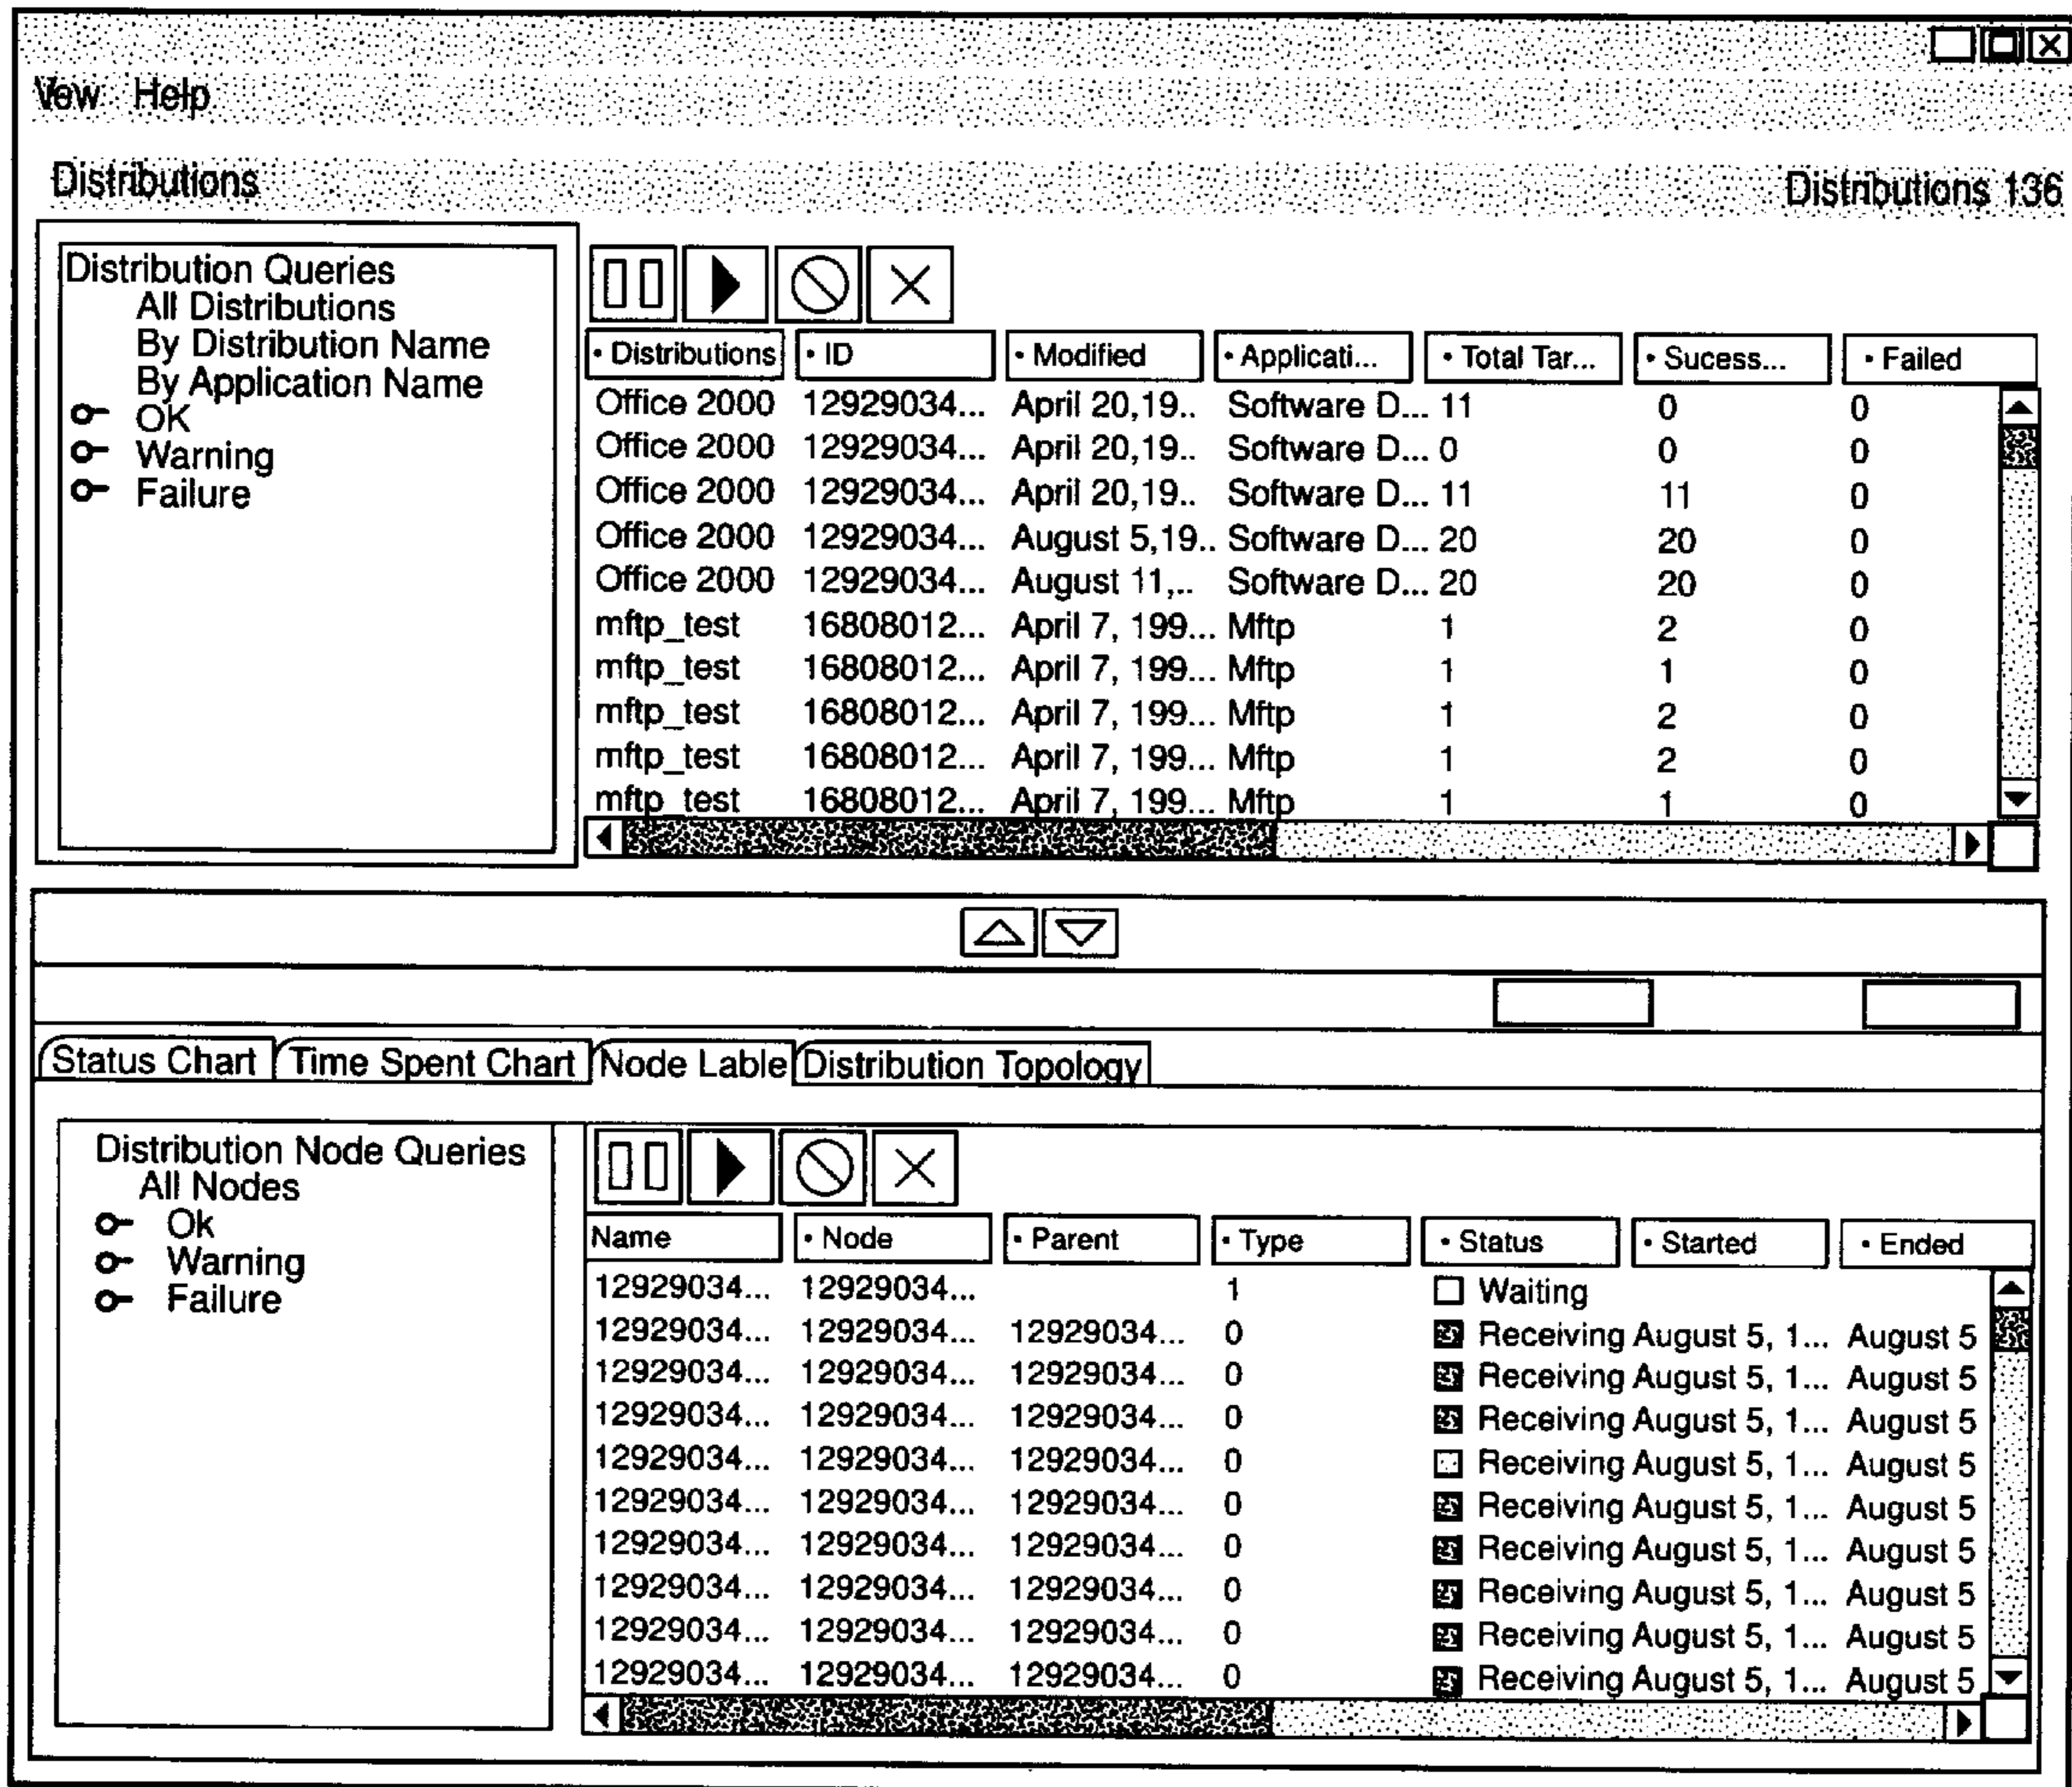 Vew Help
Distributions Distributions 136
Distribution Queries
All Distributions
By Distribution Name
By Application Name
OK
Warning
Failure
• Distributions • ID • Modified • Applicati... • Total Tar... • Sucess... • Failed
Office 2000 12929034... April 20,19.. Software D... 11 0 0
Office 2000 12929034... April 20,19.. Software D... 0 0 0
Office 2000 12929034... April 20,19.. Software D... 11 11 0
Office 2000 12929034... August 5,19.. Software D... 20 20 0
Office 2000 12929034... August 11,.. Software D... 20 20 0
mftp_test 16808012... April 7, 199... Mftp 1 2 0
mftp_test 16808012... April 7, 199... Mftp 1 1 0
mftp_test 16808012... April 7, 199... Mftp 1 2 0
mftp_test 16808012... April 7, 199... Mftp 1 2 0
mftp_test 16808012... April 7, 199... Mftp 1 1 0
Status Chart Time Spent Chart Node Lable Distribution Topology
Distribution Node Queries
All Nodes
Ok
Warning
Failure
Name • Node • Parent • Type • Status • Started • Ended
12929034... 12929034... 1 Waiting
12929034... 12929034... 12929034... 0 Receiving August 5, 1... August 5
12929034... 12929034... 12929034... 0 Receiving August 5, 1... August 5
12929034... 12929034... 12929034... 0 Receiving August 5, 1... August 5
12929034... 12929034... 12929034... 0 Receiving August 5, 1... August 5
12929034... 12929034... 12929034... 0 Receiving August 5, 1... August 5
12929034... 12929034... 12929034... 0 Receiving August 5, 1... August 5
12929034... 12929034... 12929034... 0 Receiving August 5, 1... August 5
12929034... 12929034... 12929034... 0 Receiving August 5, 1... August 5
12929034... 12929034... 12929034... 0 Receiving August 5, 1... August 5